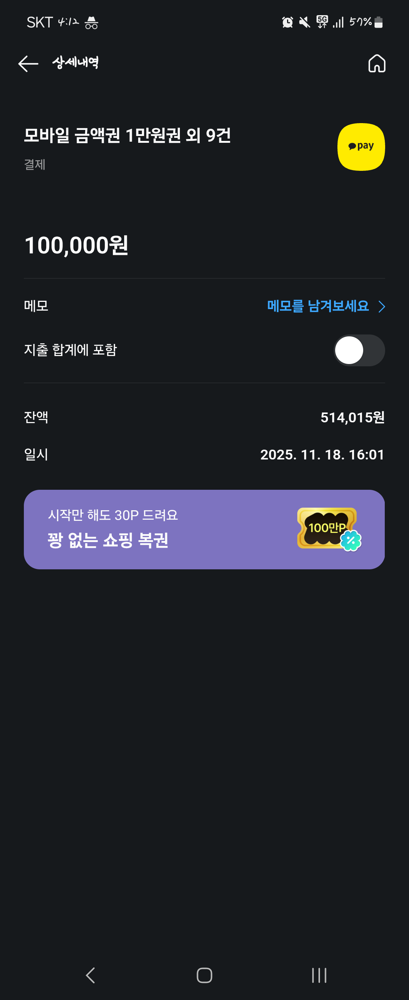 SKT 4:12
5G 57%
상세내역
모바일 금액권 1만원권 외 9건
결제
pay
100,000원
메모 메모를 남겨보세요
지출 합계에 포함
잔액 514,015원
일시 2025. 11. 18. 16:01
시작만 해도 30P 드려요
꽝 없는 쇼핑 복권
100만P
%